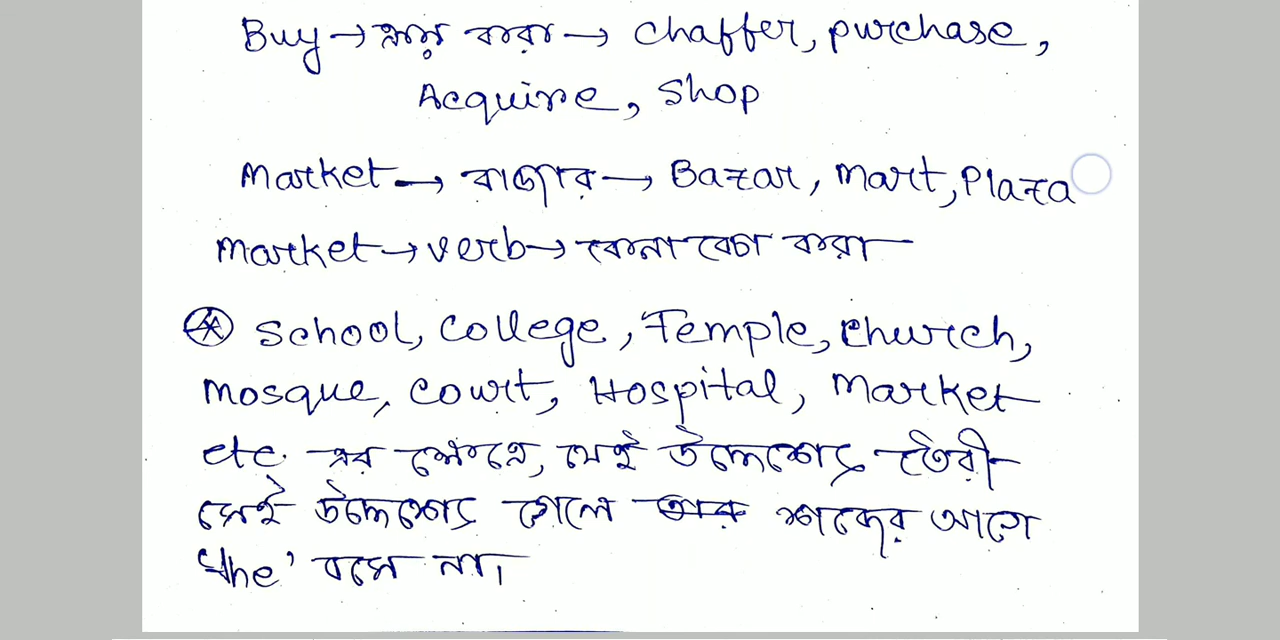 Buy → ক্রয় করা → Chaffer, purchase,
Acquire, Shop
Market → বাজার → Bazar, Mart, Plaza
Market → verb → কেনাবেচা করা
School, College, Temple, Church,
Mosque, Court, Hospital, Market
etc. এর ক্ষেত্রে, যেই উদ্দেশ্যে তৈরী
সেই উদ্দেশ্যে গেলে শব্দের আগে
'the' বসে না।